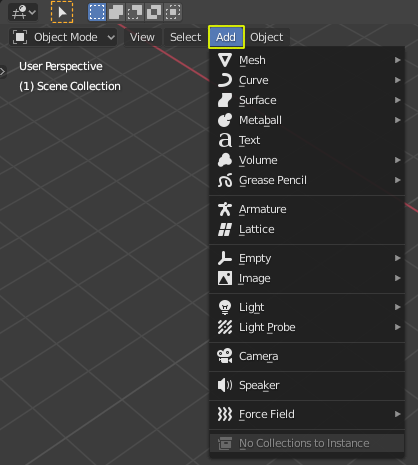 Object Mode View Select Add Object
User Perspective
(1) Scene Collection
Mesh
Curve
Surface
Metaball
Text
Volume
Grease Pencil
Armature
Lattice
Empty
Image
Light
Light Probe
Camera
Speaker
Force Field
No Collections to Instance